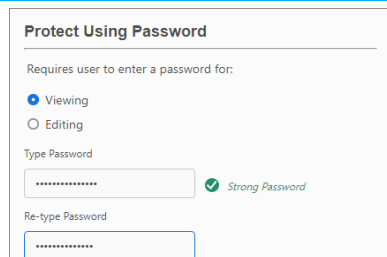 Protect Using Password
Requires user to enter a password for:
Viewing
Editing
Type Password
•••••••••••••••
Strong Password
Re-type Password
••••••••••••••